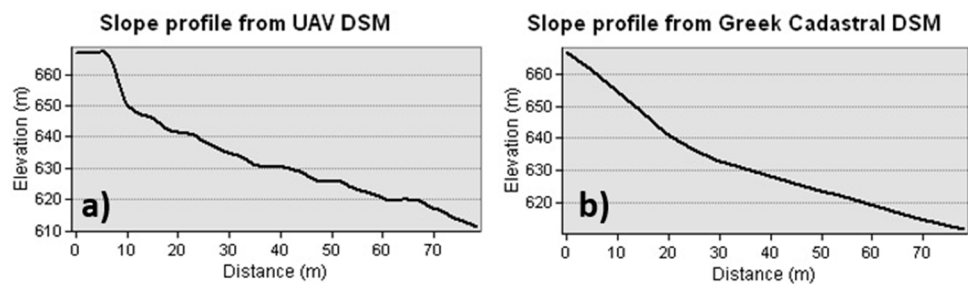 Slope profile from UAV DSM
660
650
640
630
620
610
Elevation (m)
a)
0 10 20 30 40 50 60 70
Distance (m)
Slope profile from Greek Cadastral DSM
660
650
640
630
620
Elevation (m)
b)
0 10 20 30 40 50 60 70
Distance (m)